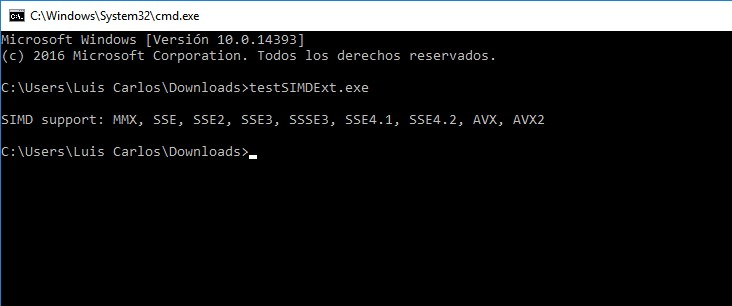 C:\Windows\System32\cmd.exe
Microsoft Windows [Versión 10.0.14393]
(c) 2016 Microsoft Corporation. Todos los derechos reservados.
C:\Users\Luis Carlos\Downloads>testSIMDExt.exe
SIMD support: MMX, SSE, SSE2, SSE3, SSSE3, SSE4.1, SSE4.2, AVX, AVX2
C:\Users\Luis Carlos\Downloads>